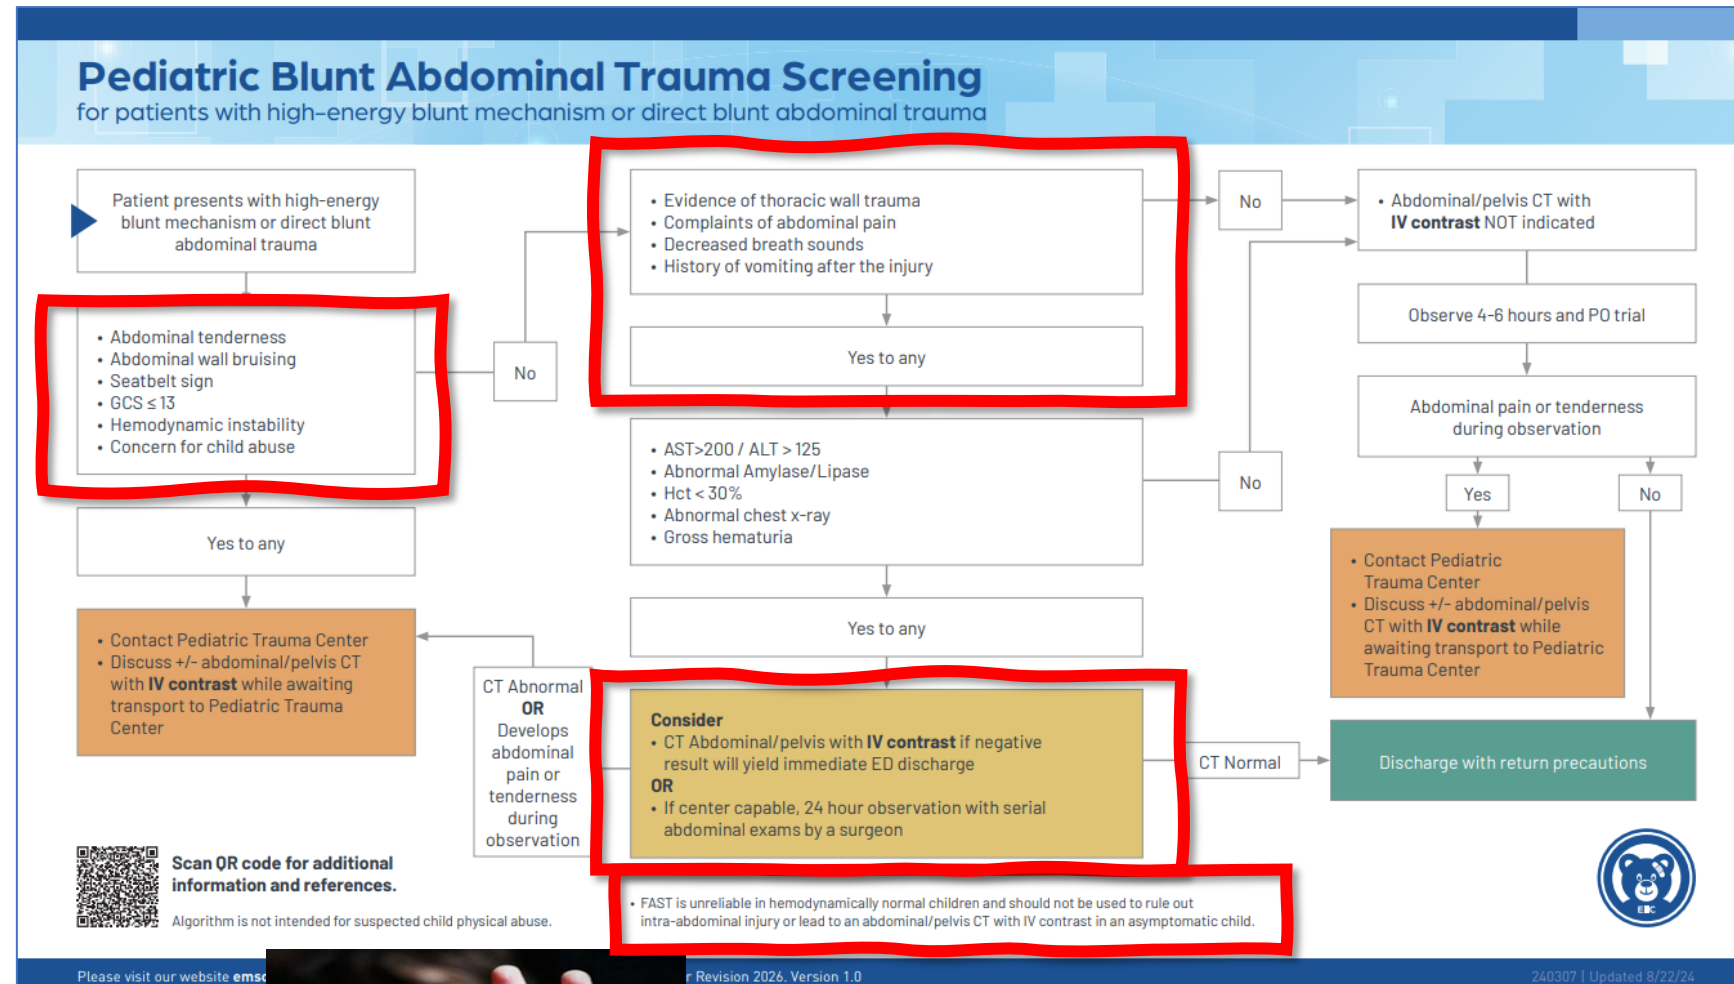 Pediatric Blunt Abdominal Trauma Screening
for patients with high-energy blunt mechanism or direct blunt abdominal trauma
Patient presents with high-energy
blunt mechanism or direct blunt
abdominal trauma
• Abdominal tenderness
• Abdominal wall bruising
• Seatbelt sign
• GCS ≤ 13
• Hemodynamic instability
• Concern for child abuse
No
Yes to any
• Contact Pediatric Trauma Center
• Discuss +/- abdominal/pelvis CT
with IV contrast while awaiting
transport to Pediatric Trauma
Center
• Evidence of thoracic wall trauma
• Complaints of abdominal pain
• Decreased breath sounds
• History of vomiting after the injury
Yes to any
• AST>200 / ALT > 125
• Abnormal Amylase/Lipase
• Hct < 30%
• Abnormal chest x-ray
• Gross hematuria
Yes to any
CT Abnormal
OR
Develops
abdominal
pain or
tenderness
during
observation
Consider
• CT Abdominal/pelvis with IV contrast if negative
result will yield immediate ED discharge
OR
• If center capable, 24 hour observation with serial
abdominal exams by a surgeon
No
No
CT Normal
• Abdominal/pelvis CT with
IV contrast NOT indicated
Observe 4-6 hours and PO trial
Abdominal pain or tenderness
during observation
Yes
No
• Contact Pediatric
Trauma Center
• Discuss +/- abdominal/pelvis
CT with IV contrast while
awaiting transport to Pediatric
Trauma Center
Discharge with return precautions
Scan QR code for additional
information and references.
Algorithm is not intended for suspected child physical abuse.
• FAST is unreliable in hemodynamically normal children and should not be used to rule out
intra-abdominal injury or lead to an abdominal/pelvis CT with IV contrast in an asymptomatic child.
Please visit our website
Revision 2026. Version 1.0
240307 | Updated 8/22/24